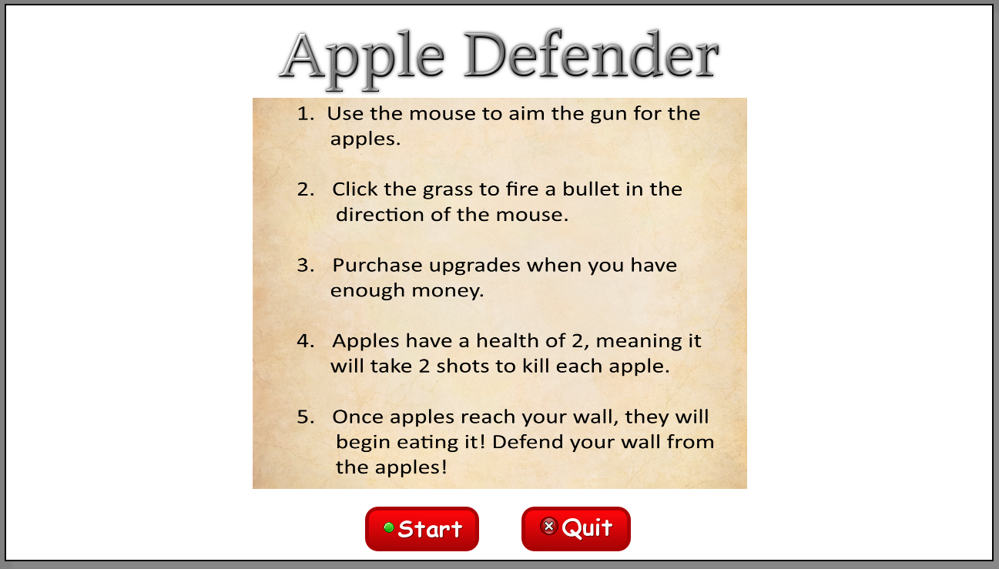 Apple Defender
1. Use the mouse to aim the gun for the
apples.
2. Click the grass to fire a bullet in the
direction of the mouse.
3. Purchase upgrades when you have
enough money.
4. Apples have a health of 2, meaning it
will take 2 shots to kill each apple.
5. Once apples reach your wall, they will
begin eating it! Defend your wall from
the apples!
Start
Quit